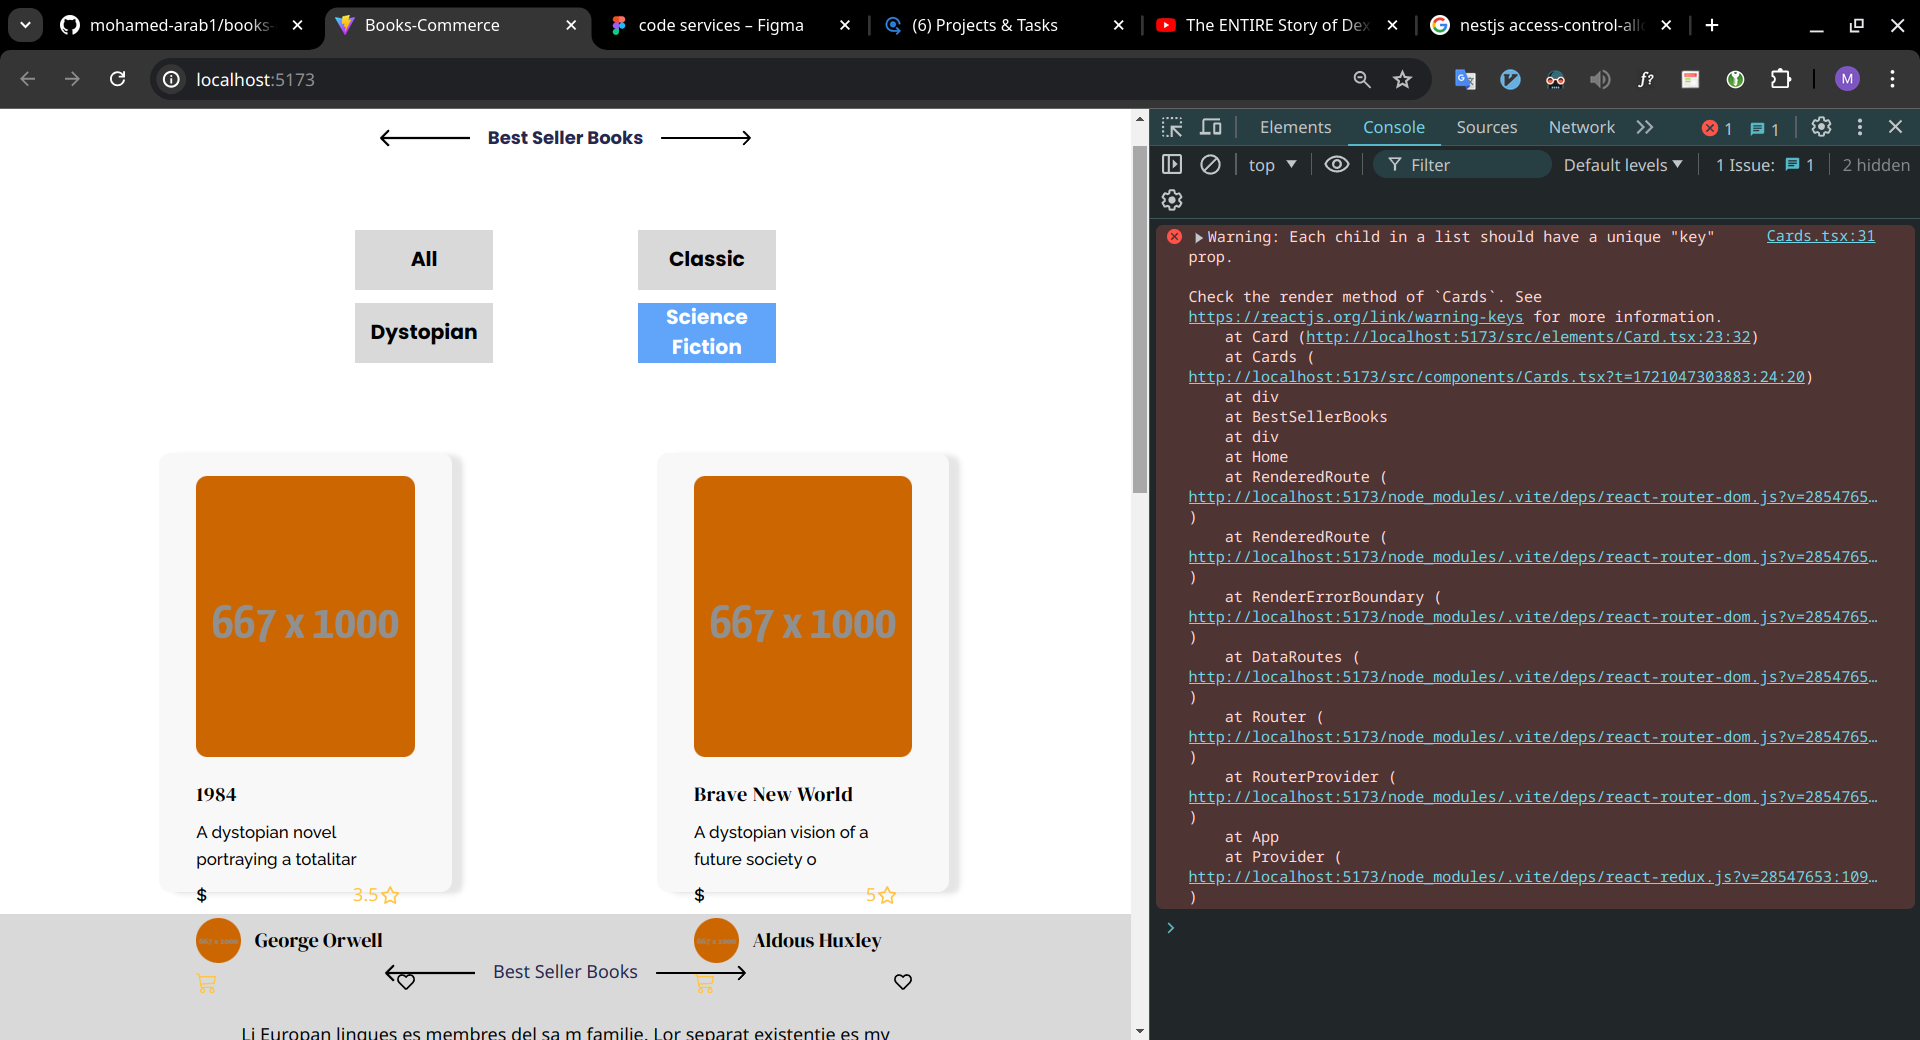 mohamed-arab1/books-
Books-Commerce
code services – Figma
(6) Projects & Tasks
The ENTIRE Story of Dex
nestjs access-control-all
localhost:5173
M
Best Seller Books
All
Classic
Dystopian
Science
Fiction
667 x 1000
667 x 1000
1984
Brave New World
A dystopian novel
portraying a totalitar
A dystopian vision of a
future society o
$
3.5
$
5
George Orwell
Aldous Huxley
Best Seller Books
Li Europan lingues es membres del sa m familie. Lor separat existentie es my
Elements
Console
Sources
Network
1
1
top
Filter
Default levels
1 Issue:
1
2 hidden
Warning: Each child in a list should have a unique "key" Cards.tsx:31
prop.
Check the render method of `Cards`. See
https://reactjs.org/link/warning-keys for more information.
at Card (http://localhost:5173/src/elements/Card.tsx:23:32)
at Cards (
http://localhost:5173/src/components/Cards.tsx?t=1721047303883:24:20)
at div
at BestSellerBooks
at div
at Home
at RenderedRoute (
http://localhost:5173/node_modules/.vite/deps/react-router-dom.js?v=2854765…
)
at RenderedRoute (
http://localhost:5173/node_modules/.vite/deps/react-router-dom.js?v=2854765…
)
at RenderErrorBoundary (
http://localhost:5173/node_modules/.vite/deps/react-router-dom.js?v=2854765…
)
at DataRoutes (
http://localhost:5173/node_modules/.vite/deps/react-router-dom.js?v=2854765…
)
at Router (
http://localhost:5173/node_modules/.vite/deps/react-router-dom.js?v=2854765…
)
at RouterProvider (
http://localhost:5173/node_modules/.vite/deps/react-router-dom.js?v=2854765…
)
at App
at Provider (
http://localhost:5173/node_modules/.vite/deps/react-redux.js?v=28547653:109…
)